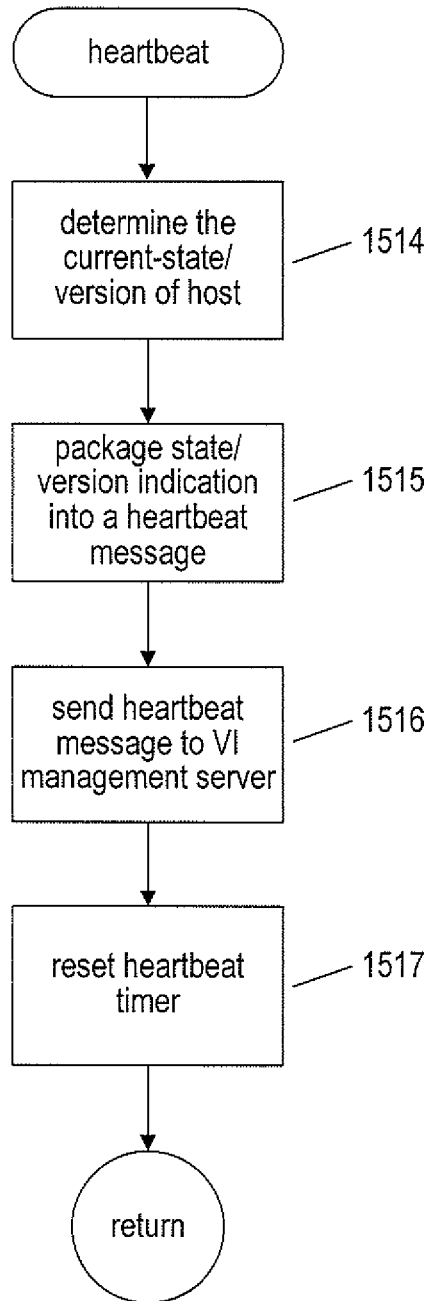 heartbeat
determine the
current-state/
version of host
1514
package state/
version indication
into a heartbeat
message
1515
send heartbeat
message to VI
management server
1516
reset heartbeat
timer
1517
return